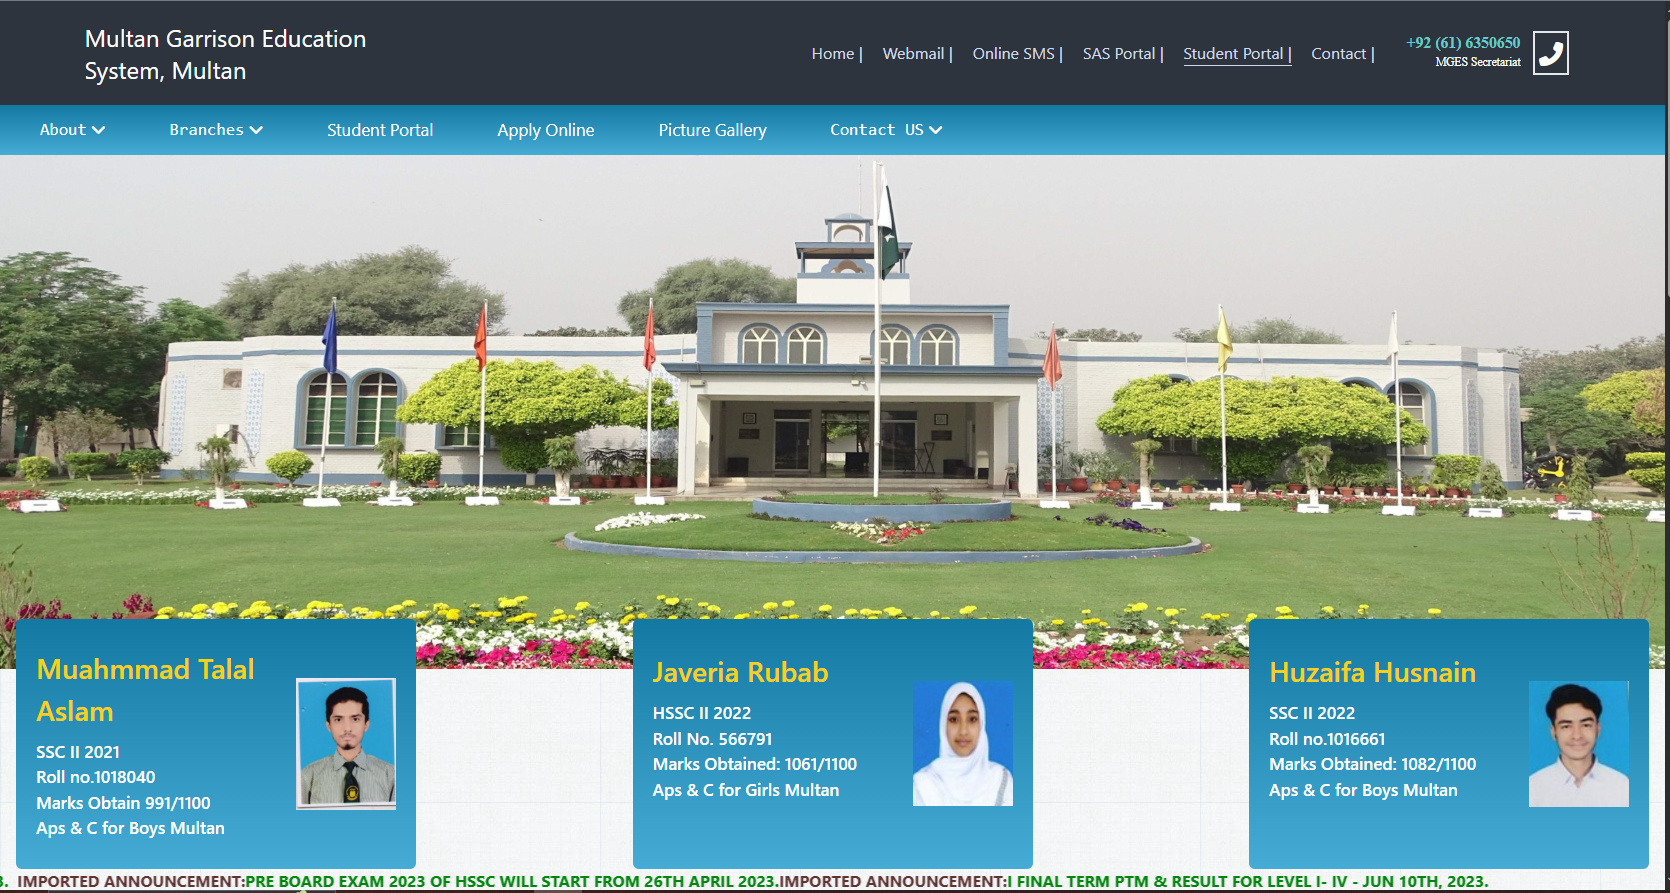 Multan Garrison Education
System, Multan
Home |
Webmail |
Online SMS |
SAS Portal |
Student Portal |
Contact |
+92 (61) 6350650
MGES Secretariat
About
Branches
Student Portal
Apply Online
Picture Gallery
Contact US
Muahmmad Talal
Aslam
SSC II 2021
Roll no.1018040
Marks Obtain 991/1100
Aps & C for Boys Multan
Javeria Rubab
HSSC II 2022
Roll No. 566791
Marks Obtained: 1061/1100
Aps & C for Girls Multan
Huzaifa Husnain
SSC II 2022
Roll no.1016661
Marks Obtained: 1082/1100
Aps & C for Boys Multan
3. IMPORTED ANNOUNCEMENT:PRE BOARD EXAM 2023 OF HSSC WILL START FROM 26TH APRIL 2023.IMPORTED ANNOUNCEMENT:I FINAL TERM PTM & RESULT FOR LEVEL I- IV - JUN 10TH, 2023.